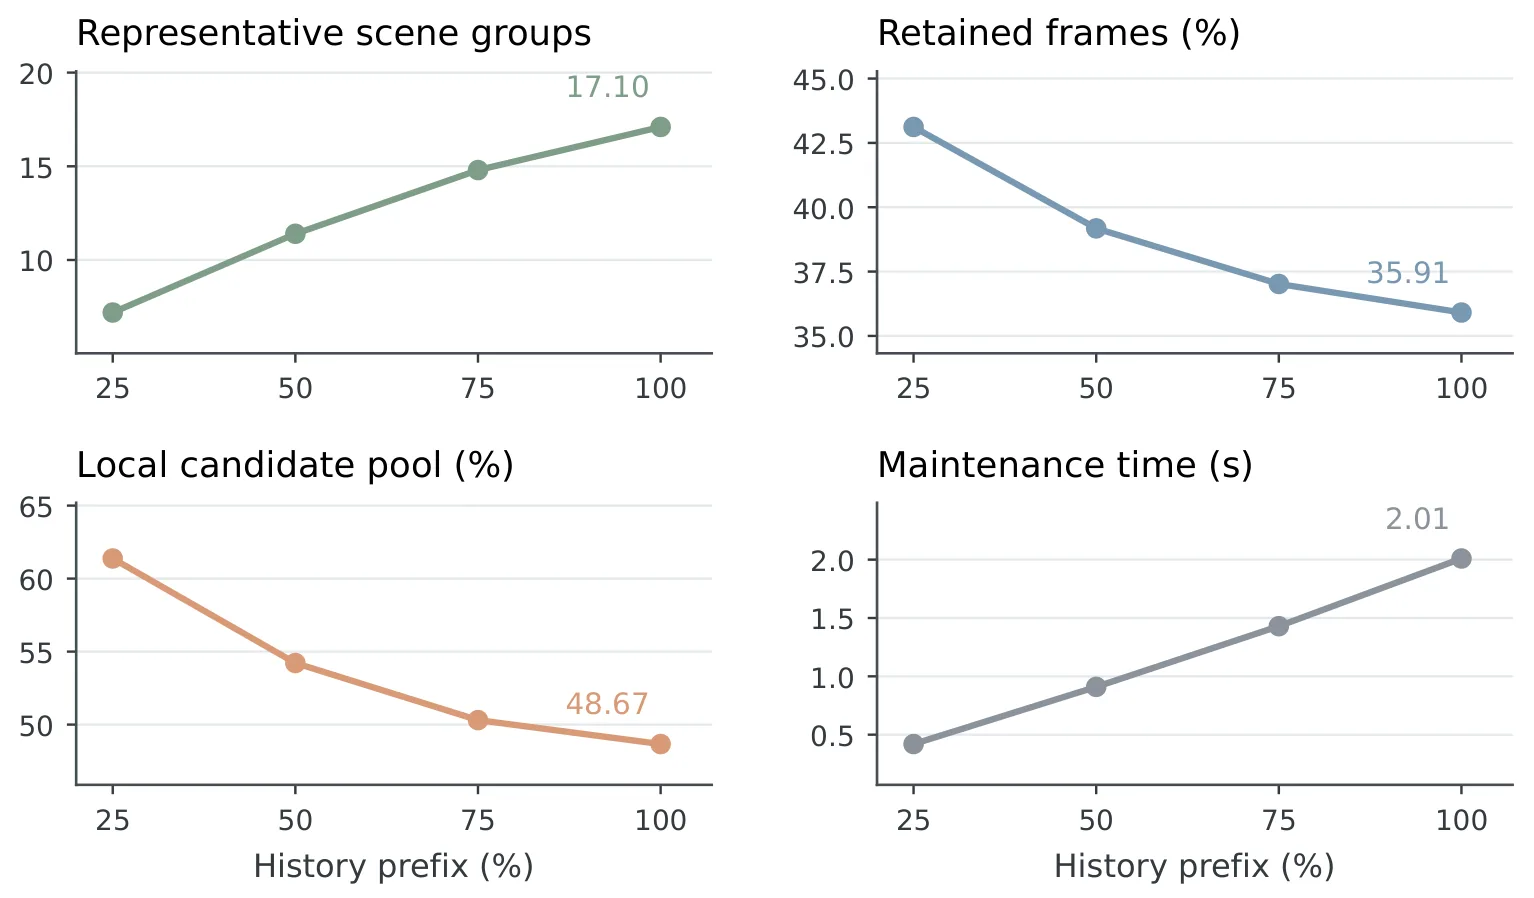 Representative scene groups
20
15
10
17.10
25 50 75 100
Retained frames (%)
45.0
42.5
40.0
37.5
35.0
35.91
25 50 75 100
Local candidate pool (%)
65
60
55
50
48.67
25 50 75 100
History prefix (%)
Maintenance time (s)
2.0
1.5
1.0
0.5
2.01
25 50 75 100
History prefix (%)